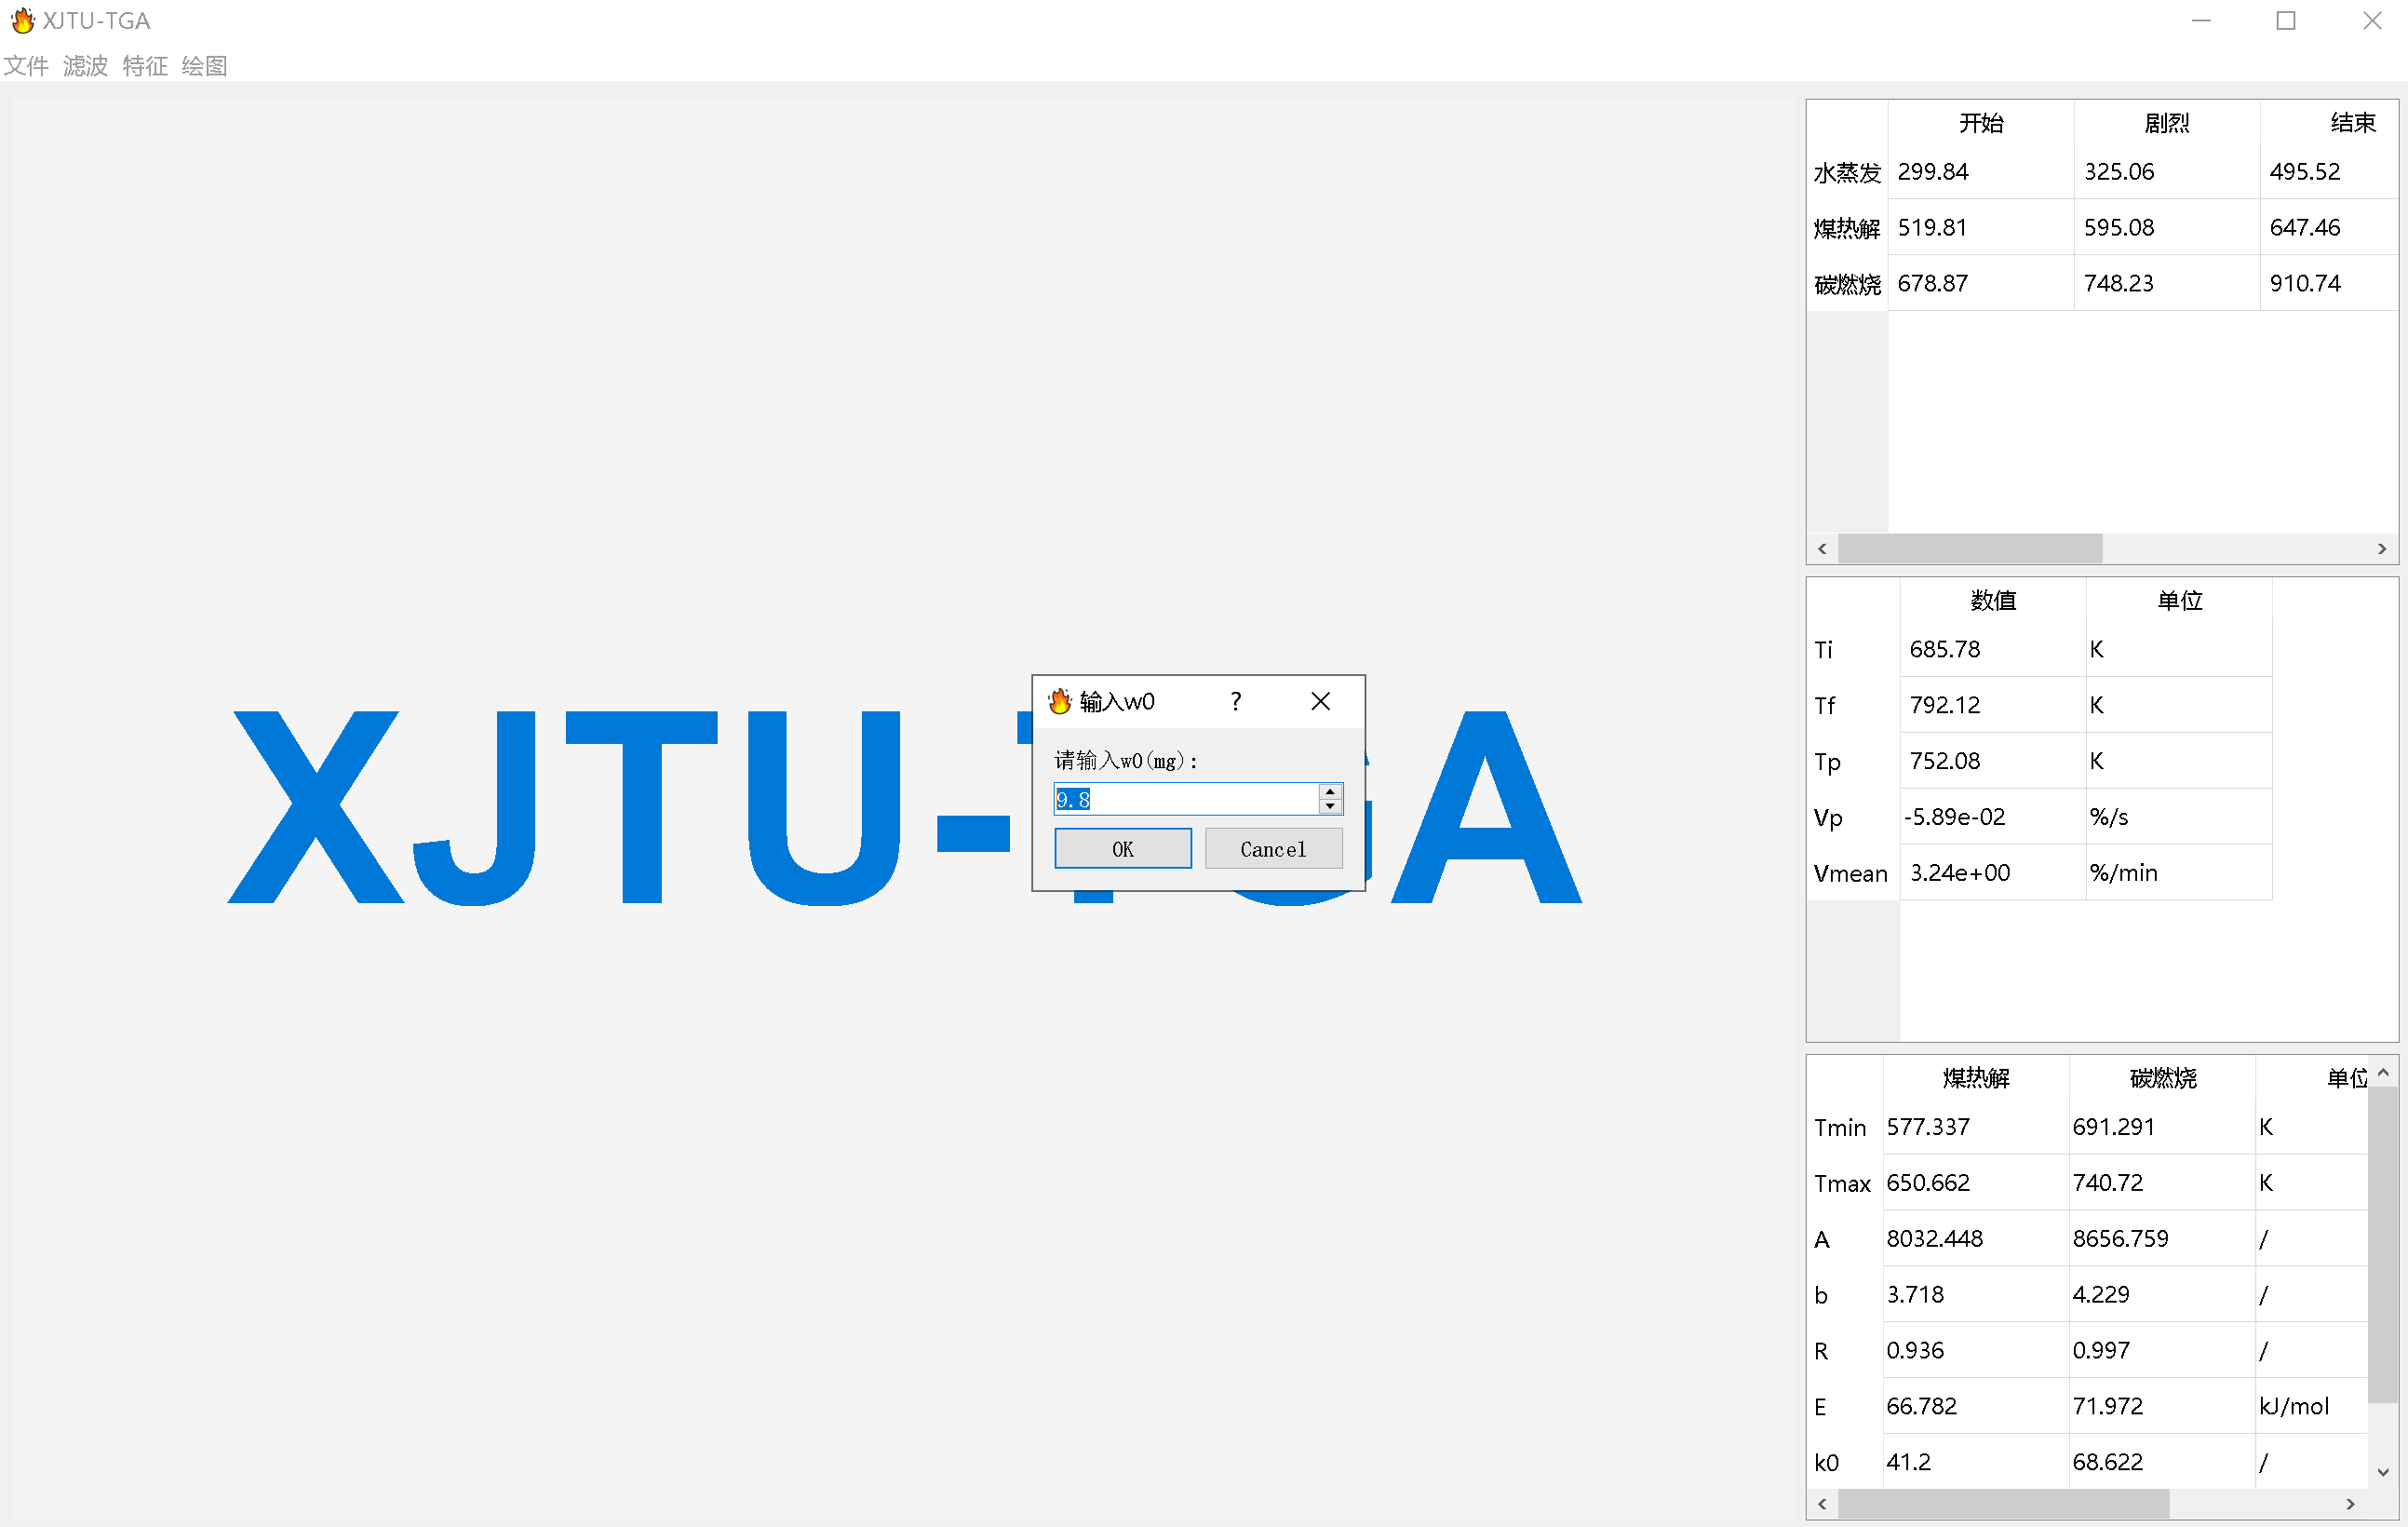 XJTU-TGA
文件 滤波 特征 绘图
开始 剧烈 结束
水蒸发 299.84 325.06 495.52
煤热解 519.81 595.08 647.46
碳燃烧 678.87 748.23 910.74
数值 单位
Ti 685.78 K
Tf 792.12 K
Tp 752.08 K
Vp -5.89e-02 %/s
Vmean 3.24e+00 %/min
XJTU-TGA
输入w0 ?
请输入w0(mg):
9.8
OK Cancel
煤热解 碳燃烧 单位
Tmin 577.337 691.291 K
Tmax 650.662 740.72 K
A 8032.448 8656.759 /
b 3.718 4.229 /
R 0.936 0.997 /
E 66.782 71.972 kJ/mol
k0 41.2 68.622 /